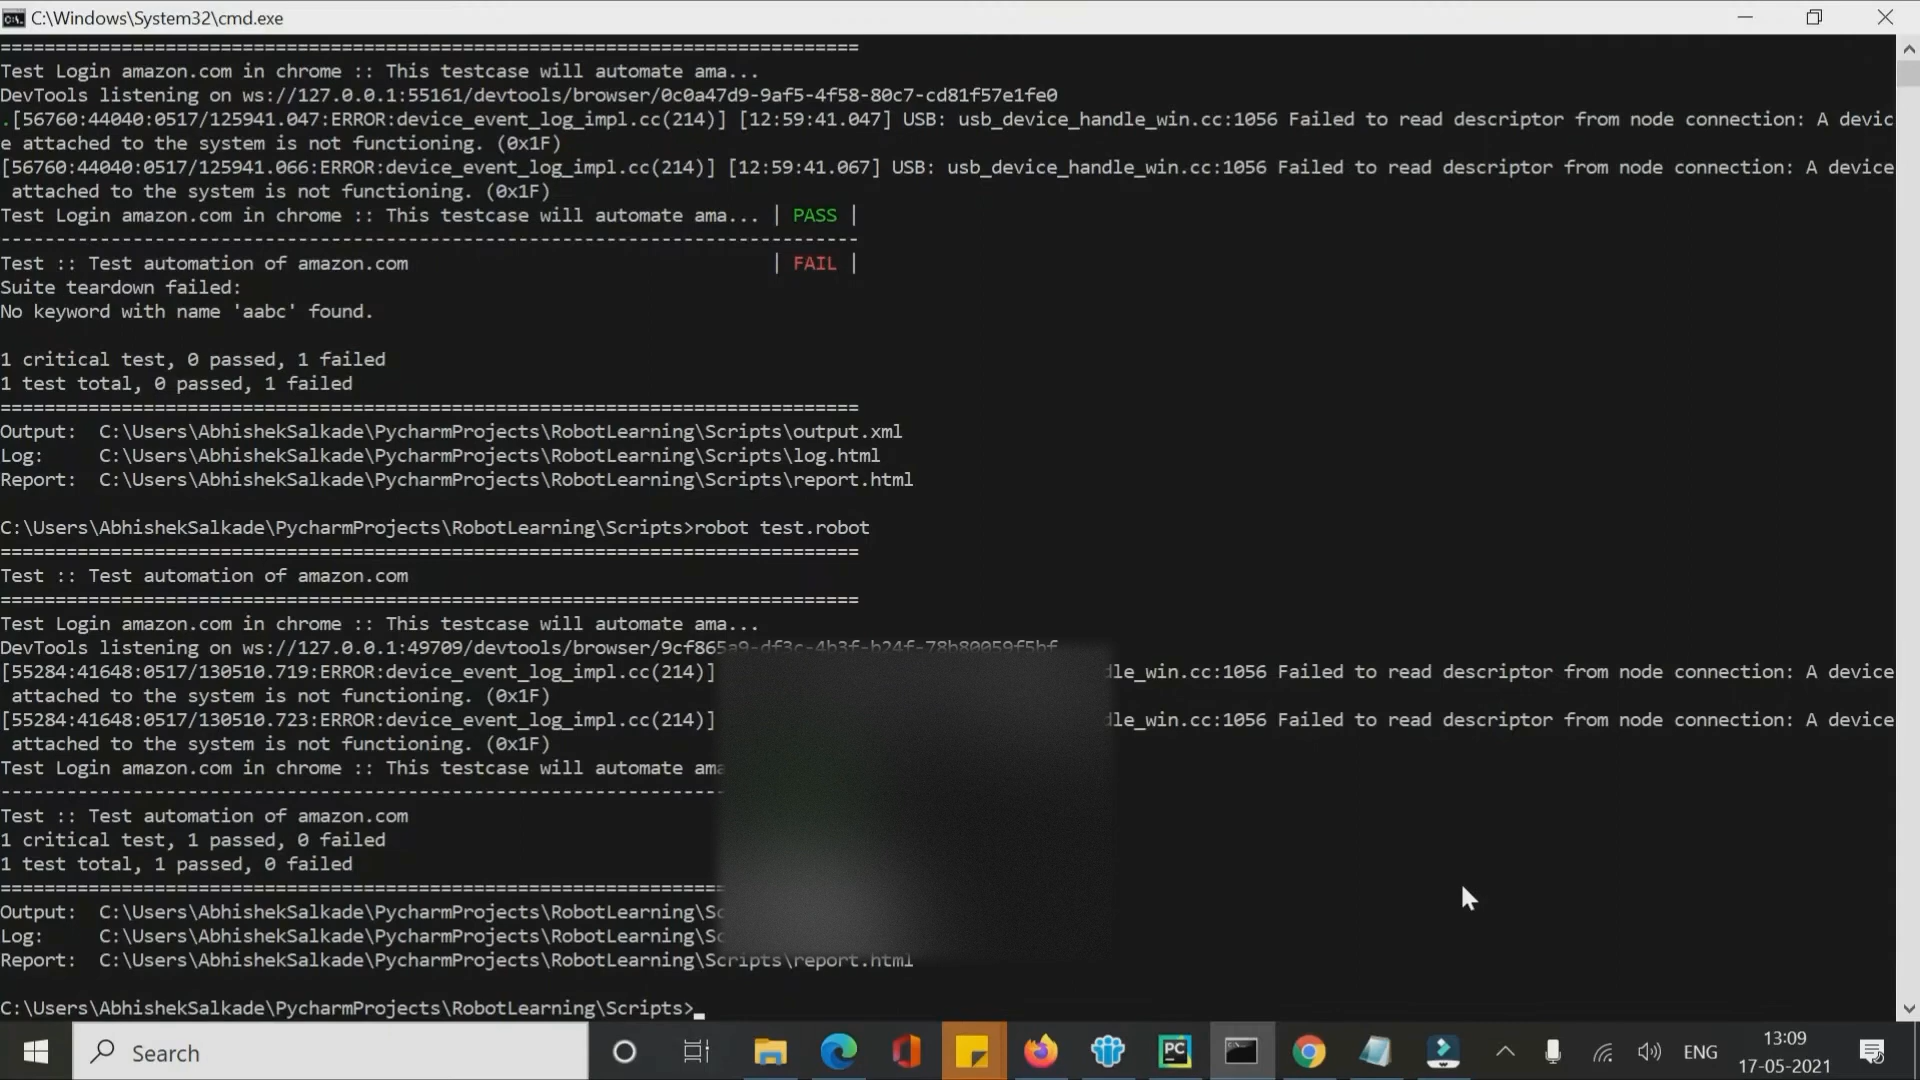 C:\Windows\System32\cmd.exe
==============================================================================
Test Login amazon.com in chrome :: This testcase will automate ama...
DevTools listening on ws://127.0.0.1:55161/devtools/browser/0c0a47d9-9af5-4f58-80c7-cd81f57e1fe0
.[56760:44040:0517/125941.047:ERROR:device_event_log_impl.cc(214)] [12:59:41.047] USB: usb_device_handle_win.cc:1056 Failed to read descriptor from node connection: A devic
e attached to the system is not functioning. (0x1F)
[56760:44040:0517/125941.066:ERROR:device_event_log_impl.cc(214)] [12:59:41.067] USB: usb_device_handle_win.cc:1056 Failed to read descriptor from node connection: A device
attached to the system is not functioning. (0x1F)
Test Login amazon.com in chrome :: This testcase will automate ama... | PASS |
------------------------------------------------------------------------------
Test :: Test automation of amazon.com | FAIL |
Suite teardown failed:
No keyword with name 'aabc' found.
1 critical test, 0 passed, 1 failed
1 test total, 0 passed, 1 failed
==============================================================================
Output: C:\Users\AbhishekSalkade\PycharmProjects\RobotLearning\Scripts\output.xml
Log: C:\Users\AbhishekSalkade\PycharmProjects\RobotLearning\Scripts\log.html
Report: C:\Users\AbhishekSalkade\PycharmProjects\RobotLearning\Scripts\report.html
C:\Users\AbhishekSalkade\PycharmProjects\RobotLearning\Scripts>robot test.robot
==============================================================================
Test :: Test automation of amazon.com
==============================================================================
Test Login amazon.com in chrome :: This testcase will automate ama...
DevTools listening on ws://127.0.0.1:49709/devtools/browser/9cf865a9-df3c-4b3f-b24f-78b80059f5bf
[55284:41648:0517/130510.719:ERROR:device_event_log_impl.cc(214)] dle_win.cc:1056 Failed to read descriptor from node connection: A device
attached to the system is not functioning. (0x1F)
[55284:41648:0517/130510.723:ERROR:device_event_log_impl.cc(214)] dle_win.cc:1056 Failed to read descriptor from node connection: A device
attached to the system is not functioning. (0x1F)
Test Login amazon.com in chrome :: This testcase will automate ama
------------------------------------------------------------------
Test :: Test automation of amazon.com
1 critical test, 1 passed, 0 failed
1 test total, 1 passed, 0 failed
==================================================================
Output: C:\Users\AbhishekSalkade\PycharmProjects\RobotLearning\Sc
Log: C:\Users\AbhishekSalkade\PycharmProjects\RobotLearning\Sc
Report: C:\Users\AbhishekSalkade\PycharmProjects\RobotLearning\Scripts\report.html
C:\Users\AbhishekSalkade\PycharmProjects\RobotLearning\Scripts>_
Search
PC
ENG
13:09
17-05-2021